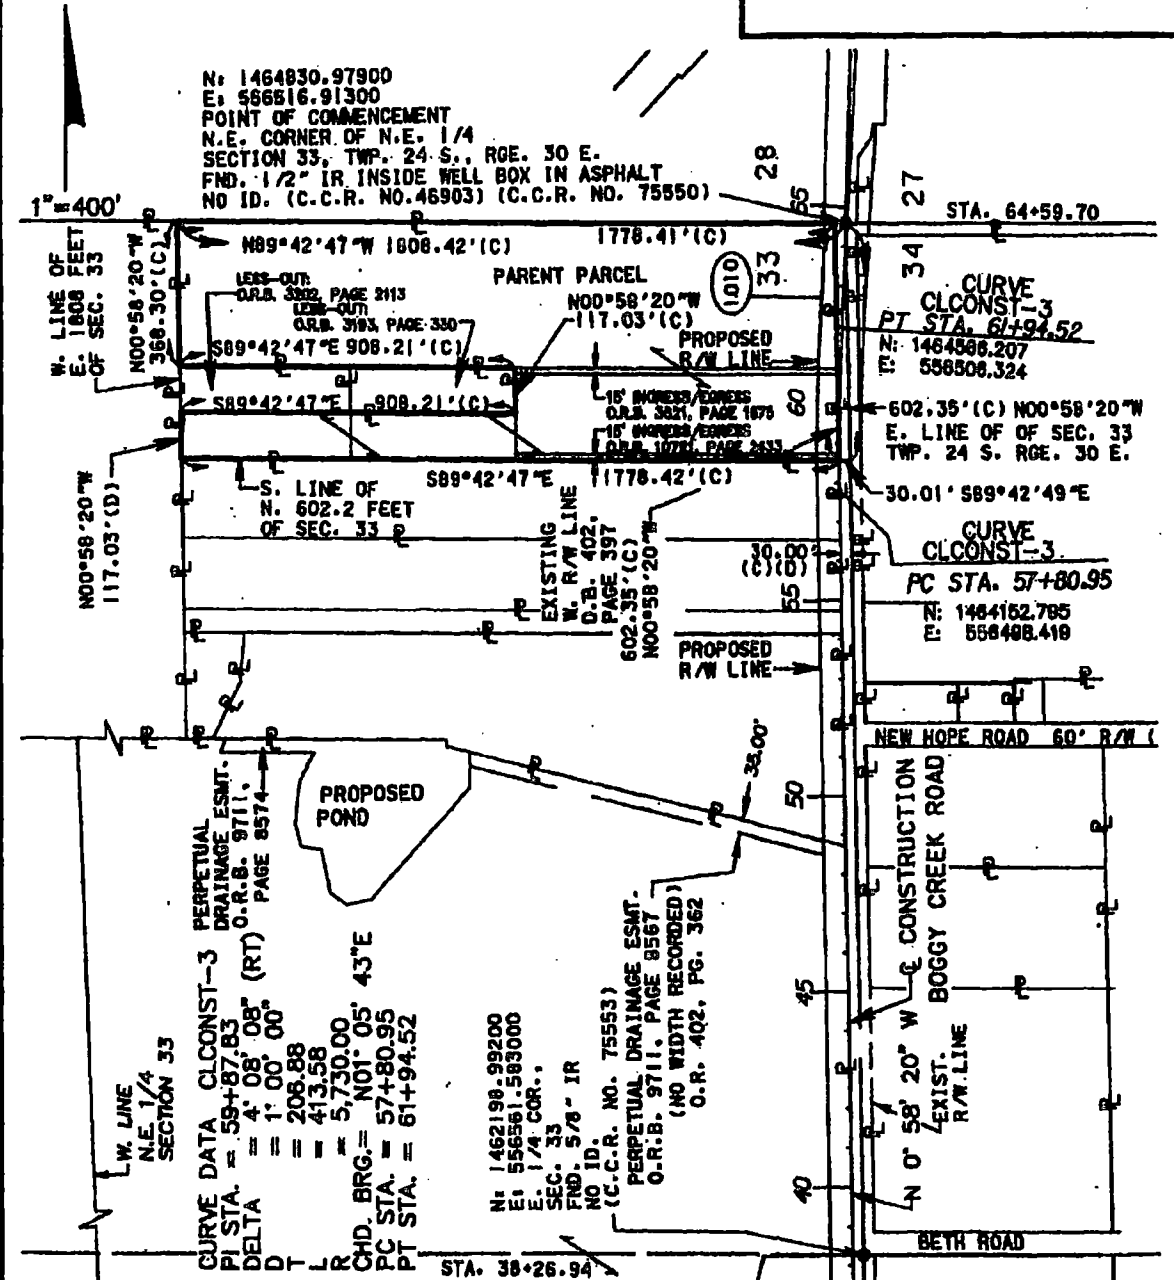 N: 1464830.97900
E: 556516.91300
POINT OF COMMENCEMENT
N.E. CORNER OF N.E. 1/4
SECTION 33, TWP. 24 S., RGE. 30 E.
FND. 1/2" IR INSIDE WELL BOX IN ASPHALT
NO ID. (C.C.R. NO.46903) (C.C.R. NO. 75550)
1"=400'
28
65
27
STA. 64+59.70
N89°42'47"W 1808.42'(C)
1778.41'(C)
W. LINE OF
E. 1808 FEET
OF SEC. 33
N00°58'20"W
368.30'(C)
LESS-OUT:
O.R.B. 3202, PAGE 2113
LESS-OUT:
O.R.B. 3193, PAGE 330
PARENT PARCEL
1010
33
34
N00°58'20"W
117.03'(C)
CURVE
CLCONST-3
PT STA. 61+94.52
N: 1464566.207
E: 556506.324
S89°42'47"E 908.21'(C)
PROPOSED
R/W LINE
S89°42'47"E 908.21'(C)
15' INGRESS/EGRESS
O.R.B. 3821, PAGE 1675
15' INGRESS/EGRESS
O.R.B. 10721, PAGE 2433
60
602.35'(C) N00°58'20"W
E. LINE OF OF SEC. 33
TWP. 24 S. RGE. 30 E.
S89°42'47"E 1778.42'(C)
30.01' S89°42'49"E
N00°58'20"W
117.03'(D)
S. LINE OF
N. 602.2 FEET
OF SEC. 33
EXISTING
W. R/W LINE
D.B. 402,
PAGE 397
602.35'(C)
N00°58'20"W
30.00'
(C)(D)
55
CURVE
CLCONST-3
PC STA. 57+80.95
N: 1464152.795
E: 556498.419
PROPOSED
R/W LINE
NEW HOPE ROAD 60' R/W (
35.00'
50
PROPOSED
POND
PERPETUAL
DRAINAGE ESMT.
O.R.B. 9711,
PAGE 8574
CURVE DATA CLCONST-3
PI STA. = 59+87.83
DELTA = 4° 08' 08" (RT)
D = 1° 00' 00"
T = 206.88
L = 413.58
R = 5,730.00
CHD. BRG.= N01° 05' 43"E
PC STA. = 57+80.95
PT STA. = 61+94.52
W. LINE
N.E. 1/4
SECTION 33
N: 1462198.99200
E: 556561.583000
E. 1/4 COR.,
SEC. 33
FND. 5/8" IR
NO ID.
(C.C.R. NO. 75553)
PERPETUAL DRAINAGE ESMT.
O.R.B. 9711, PAGE 8567
(NO WIDTH RECORDED)
O.R. 402, PG. 362
45
40
N 0° 58' 20" W ℄ CONSTRUCTION
BOGGY CREEK ROAD
EXIST.
R/W LINE
BETH ROAD
STA. 38+26.94